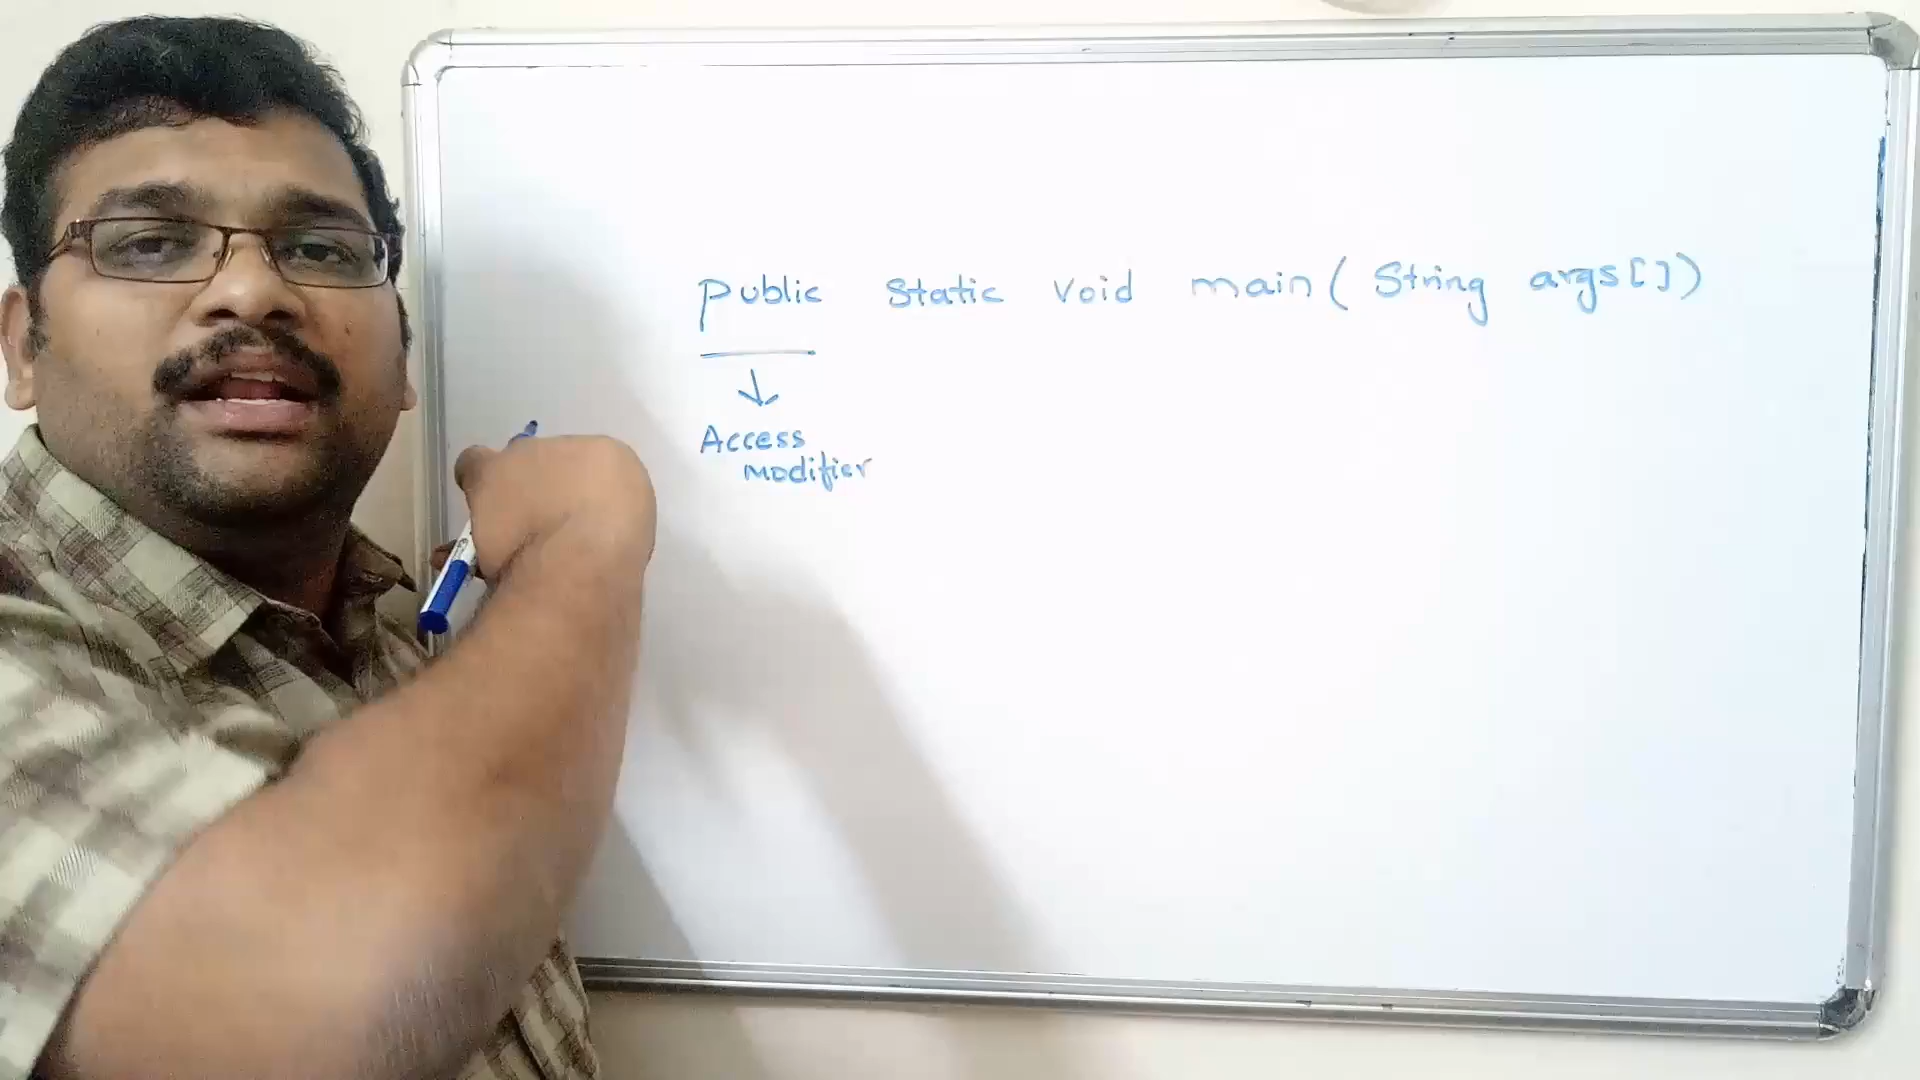 public static void main( String args[])
Access
modifier